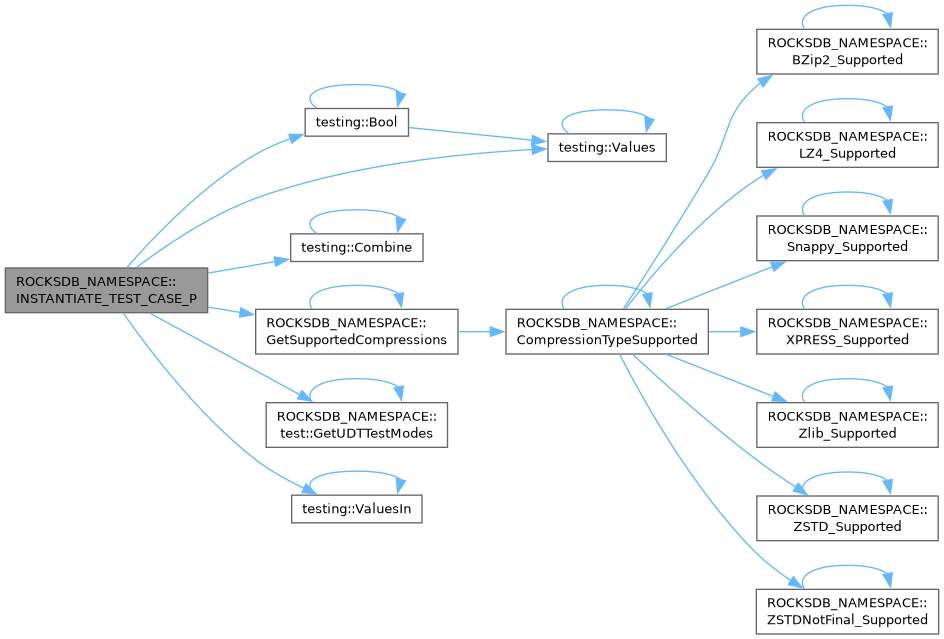 ROCKSDB_NAMESPACE::
INSTANTIATE_TEST_CASE_P
testing::Bool
testing::Values
testing::Combine
ROCKSDB_NAMESPACE::
GetSupportedCompressions
ROCKSDB_NAMESPACE::
CompressionTypeSupported
ROCKSDB_NAMESPACE::
BZip2_Supported
ROCKSDB_NAMESPACE::
LZ4_Supported
ROCKSDB_NAMESPACE::
Snappy_Supported
ROCKSDB_NAMESPACE::
XPRESS_Supported
ROCKSDB_NAMESPACE::
Zlib_Supported
ROCKSDB_NAMESPACE::
ZSTD_Supported
ROCKSDB_NAMESPACE::
ZSTDNotFinal_Supported
ROCKSDB_NAMESPACE::
test::GetUDTTestModes
testing::ValuesIn